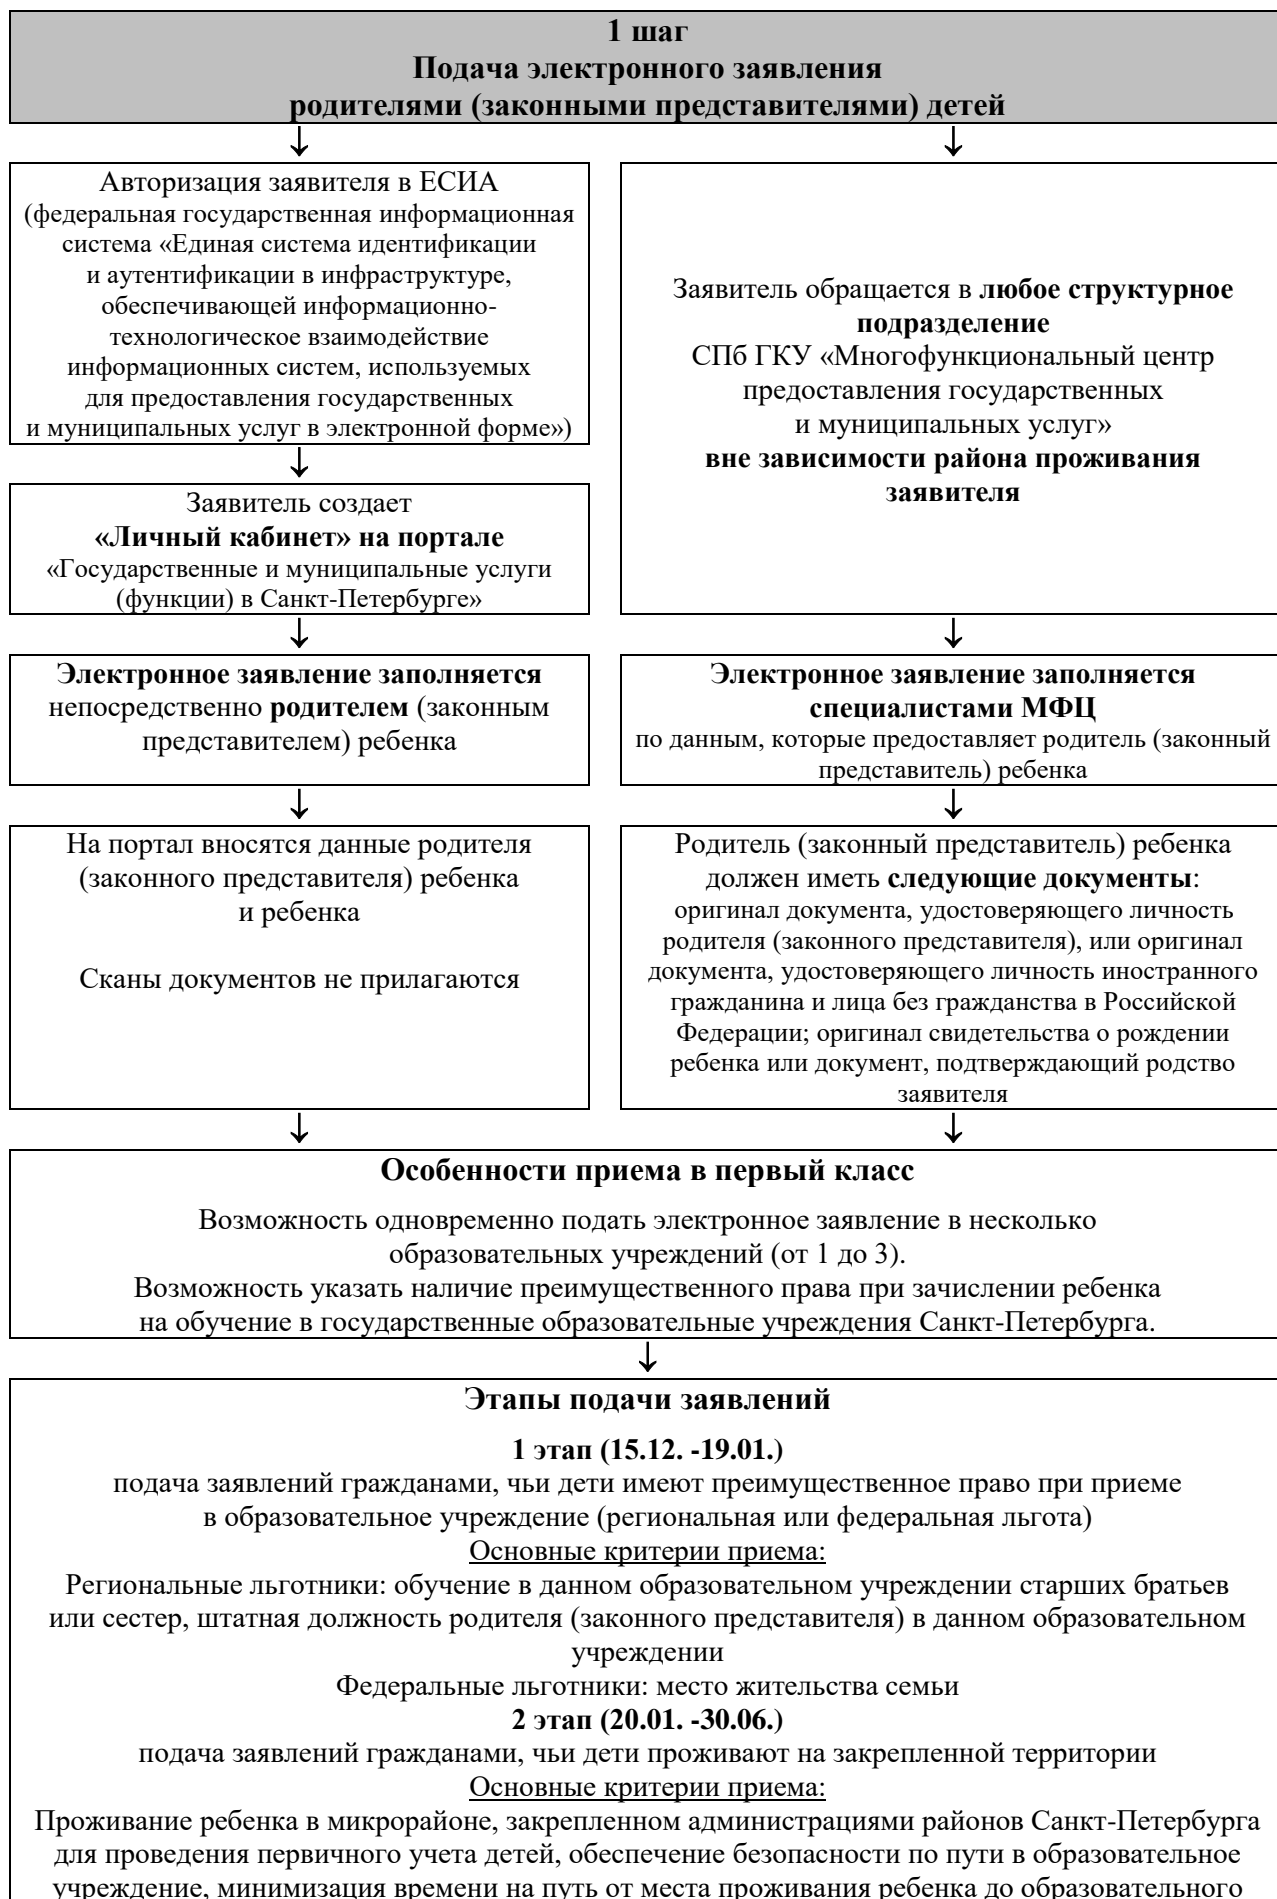 1 шаг
Подача электронного заявления
родителями (законными представителями) детей
↓
↓
Авторизация заявителя в ЕСИА
(федеральная государственная информационная
система «Единая система идентификации
и аутентификации в инфраструктуре,
обеспечивающей информационно-
технологическое взаимодействие
информационных систем, используемых
для предоставления государственных
и муниципальных услуг в электронной форме»)
↓
Заявитель создает
«Личный кабинет» на портале
«Государственные и муниципальные услуги
(функции) в Санкт-Петербурге»
↓
Электронное заявление заполняется
непосредственно родителем (законным
представителем) ребенка
↓
На портал вносятся данные родителя
(законного представителя) ребенка
и ребенка
Сканы документов не прилагаются
↓
Заявитель обращается в любое структурное
подразделение
СПб ГКУ «Многофункциональный центр
предоставления государственных
и муниципальных услуг»
вне зависимости района проживания
заявителя
↓
Электронное заявление заполняется
специалистами МФЦ
по данным, которые предоставляет родитель (законный
представитель) ребенка
↓
Родитель (законный представитель) ребенка
должен иметь следующие документы:
оригинал документа, удостоверяющего личность
родителя (законного представителя), или оригинал
документа, удостоверяющего личность иностранного
гражданина и лица без гражданства в Российской
Федерации; оригинал свидетельства о рождении
ребенка или документ, подтверждающий родство
заявителя
↓
Особенности приема в первый класс
Возможность одновременно подать электронное заявление в несколько
образовательных учреждений (от 1 до 3).
Возможность указать наличие преимущественного права при зачислении ребенка
на обучение в государственные образовательные учреждения Санкт-Петербурга.
↓
Этапы подачи заявлений
1 этап (15.12. -19.01.)
подача заявлений гражданами, чьи дети имеют преимущественное право при приеме
в образовательное учреждение (региональная или федеральная льгота)
Основные критерии приема:
Региональные льготники: обучение в данном образовательном учреждении старших братьев
или сестер, штатная должность родителя (законного представителя) в данном образовательном
учреждении
Федеральные льготники: место жительства семьи
2 этап (20.01. -30.06.)
подача заявлений гражданами, чьи дети проживают на закрепленной территории
Основные критерии приема:
Проживание ребенка в микрорайоне, закрепленном администрациями районов Санкт-Петербурга
для проведения первичного учета детей, обеспечение безопасности по пути в образовательное
учреждение, минимизация времени на путь от места проживания ребенка до образовательного